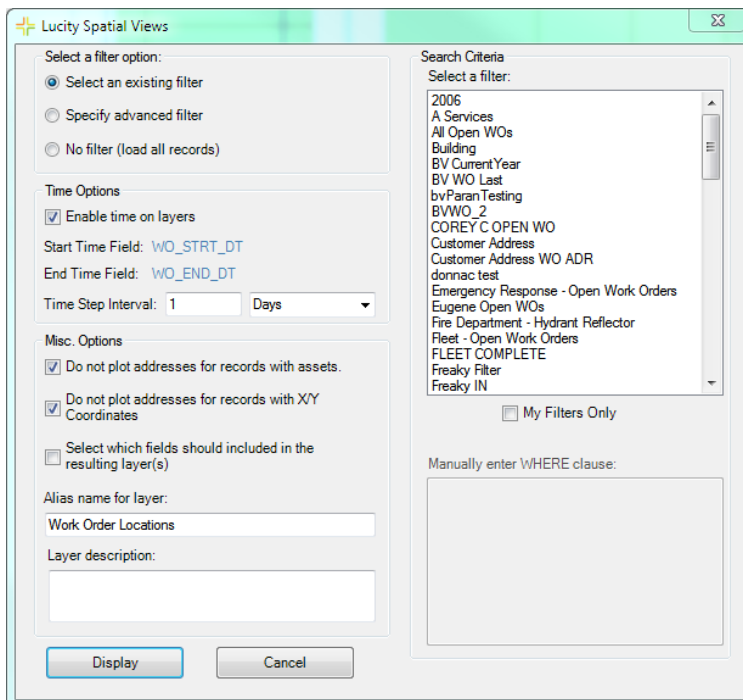 Lucity Spatial Views
Select a filter option:
Select an existing filter
Specify advanced filter
No filter (load all records)
Time Options
Enable time on layers
Start Time Field: WO_STRT_DT
End Time Field: WO_END_DT
Time Step Interval: 1 Days
Misc. Options
Do not plot addresses for records with assets.
Do not plot addresses for records with X/Y
Coordinates
Select which fields should included in the
resulting layer(s)
Alias name for layer:
Work Order Locations
Layer description:
Display Cancel
Search Criteria
Select a filter:
2006
A Services
All Open WOs
Building
BV CurrentYear
BV WO Last
bvParanTesting
BVWO_2
COREY C OPEN WO
Customer Address
Customer Address WO ADR
donnac test
Emergency Response - Open Work Orders
Eugene Open WOs
Fire Department - Hydrant Reflector
Fleet - Open Work Orders
FLEET COMPLETE
Freaky Filter
Freaky IN
My Filters Only
Manually enter WHERE clause: